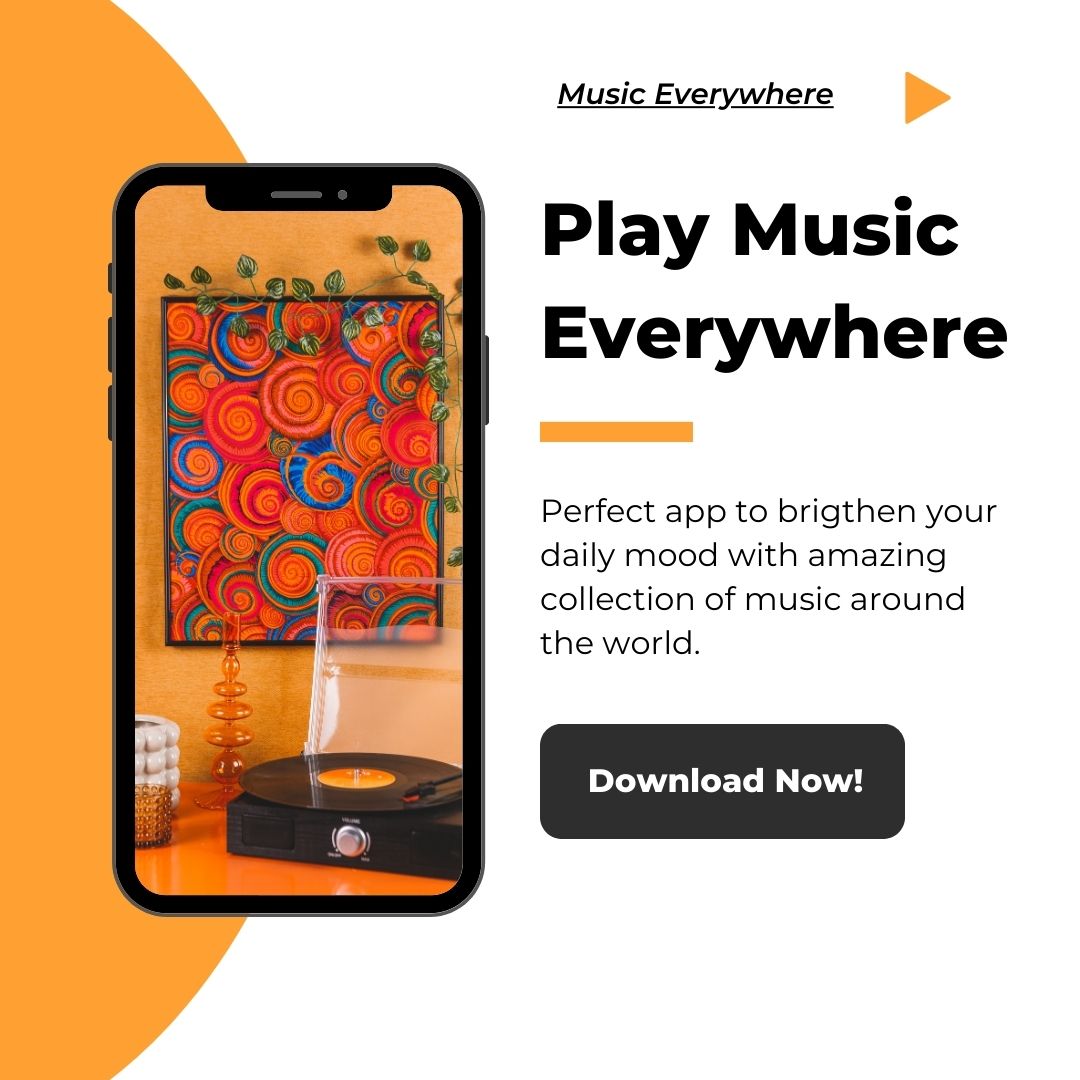 Music Everywhere
Play Music
Everywhere
Perfect app to brigthen your
daily mood with amazing
collection of music around
the world.
Download Now!
VOLUME